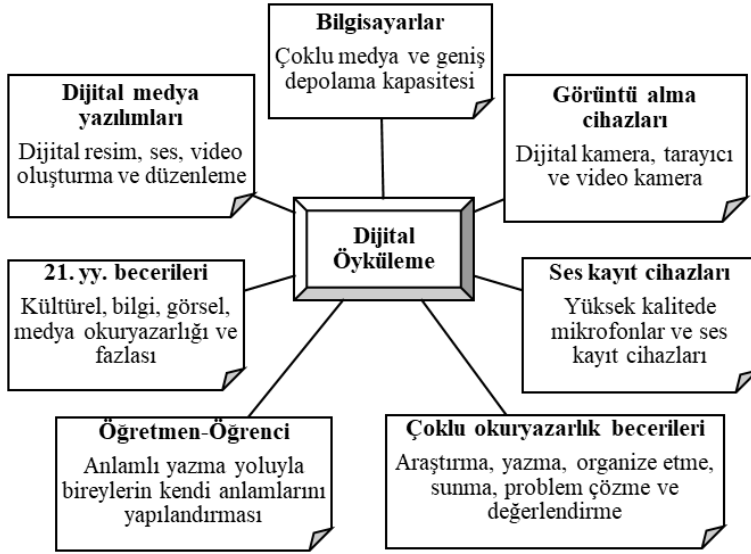 Bilgisayarlar
Çoklu medya ve geniş
depolama kapasitesi
Dijital medya
yazılımları
Dijital resim, ses, video
oluşturma ve düzenleme
Görüntü alma
cihazları
Dijital kamera, tarayıcı
ve video kamera
Dijital
Öyküleme
21. yy. becerileri
Kültürel, bilgi, görsel,
medya okuryazarlığı ve
fazlası
Ses kayıt cihazları
Yüksek kalitede
mikrofonlar ve ses
kayıt cihazları
Öğretmen-Öğrenci
Anlamlı yazma yoluyla
bireylerin kendi anlamlarını
yapılandırması
Çoklu okuryazarlık becerileri
Araştırma, yazma, organize etme,
sunma, problem çözme ve
değerlendirme